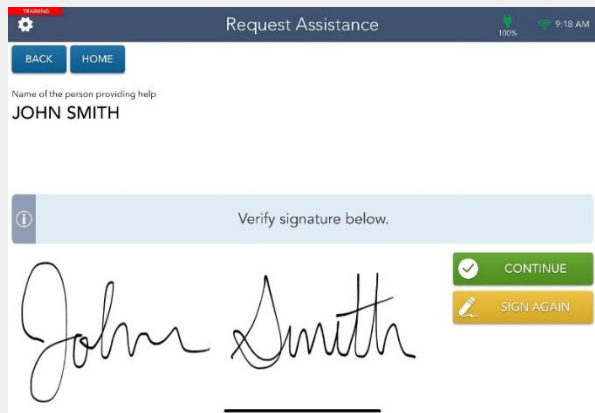 TRAINING
Request Assistance
100%
9:18 AM
BACK
HOME
Name of the person providing help
JOHN SMITH
Verify signature below.
CONTINUE
SIGN AGAIN
John Smith